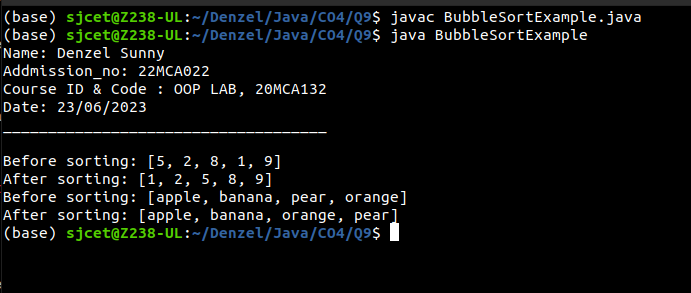 (base) sjcet@Z238-UL:~/Denzel/Java/CO4/Q9$ javac BubbleSortExample.java
(base) sjcet@Z238-UL:~/Denzel/Java/CO4/Q9$ java BubbleSortExample
Name: Denzel Sunny
Addmission_no: 22MCA022
Course ID & Code : OOP LAB, 20MCA132
Date: 23/06/2023
____________________________________
Before sorting: [5, 2, 8, 1, 9]
After sorting: [1, 2, 5, 8, 9]
Before sorting: [apple, banana, pear, orange]
After sorting: [apple, banana, orange, pear]
(base) sjcet@Z238-UL:~/Denzel/Java/CO4/Q9$